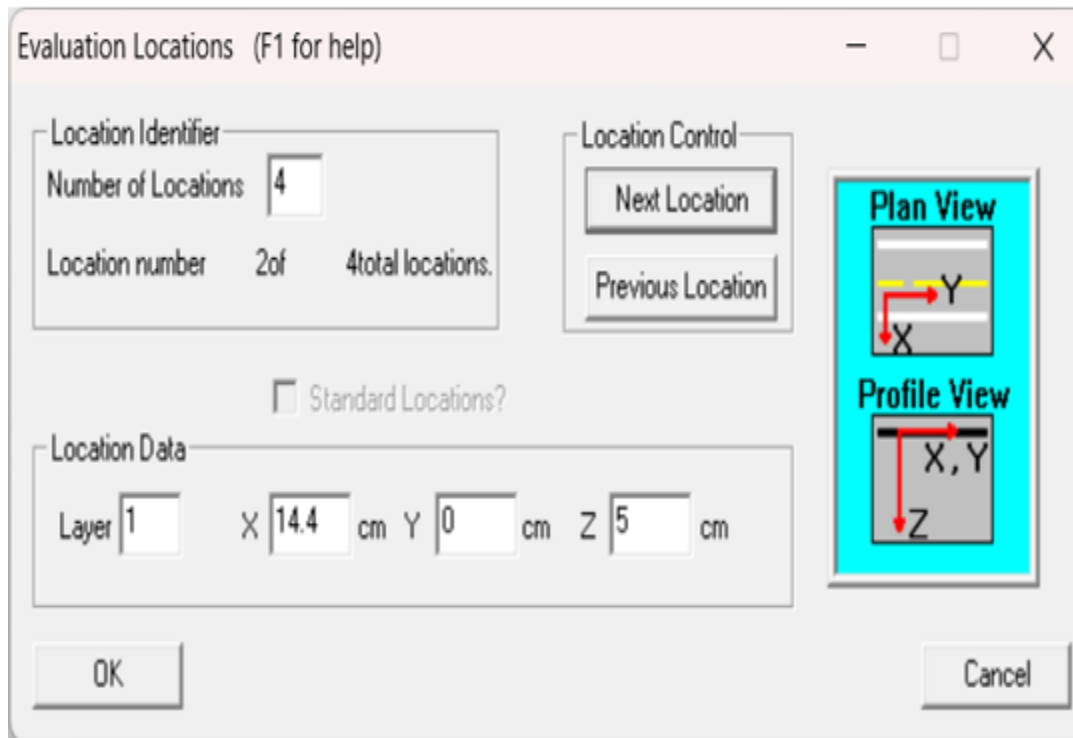 Evaluation Locations (F1 for help)
Location Identifier
Number of Locations 4
Location number 2of 4total locations.
Location Control
Next Location
Previous Location
Plan View
Y
X
Profile View
X, Y
Z
Standard Locations?
Location Data
Layer 1 X 14.4 cm Y 0 cm Z 5 cm
OK
Cancel